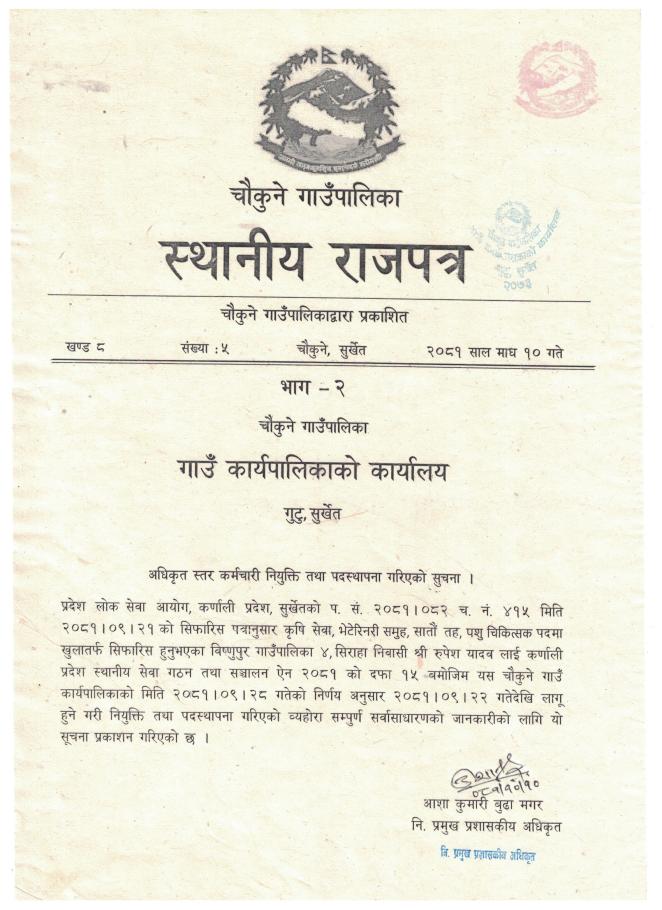 चौकुने गाउँपालिका
स्थानीय राजपत्र
२०७३
चौकुने गाउँपालिकाद्वारा प्रकाशित
खण्ड ८ संख्या : ५ चौकुने, सुर्खेत २०८१ साल माघ १० गते
भाग – २
चौकुने गाउँपालिका
गाउँ कार्यपालिकाको कार्यालय
गुटु, सुर्खेत
अधिकृत स्तर कर्मचारी नियुक्ति तथा पदस्थापना गरिएको सुचना ।
प्रदेश लोक सेवा आयोग, कर्णाली प्रदेश, सुर्खेतको प. सं. २०८१।०८२ च. नं. ४१५ मिति
२०८१।०९।२१ को सिफारिस पत्रानुसार कृषि सेवा, भेटेरिनरी समुह, सातौं तह, पशु चिकित्सक पदमा
खुलातर्फ सिफारिस हुनुभएका बिष्णुपुर गाउँपालिका ४, सिराहा निवासी श्री रुपेश यादव लाई कर्णाली
प्रदेश स्थानीय सेवा गठन तथा सञ्चालन ऐन २०८१ को दफा १५ बमोजिम यस चौकुने गाउँ
कार्यपालिकाको मिति २०८१।०९।२८ गतेको निर्णय अनुसार २०८१।०९।२२ गतेदेखि लागू
हुने गरी नियुक्ति तथा पदस्थापना गरिएको व्यहोरा सम्पुर्ण सर्वासाधारणको जानकारीको लागि यो
सूचना प्रकाशन गरिएको छ ।
०८१/१०/१०
आशा कुमारी बुढा मगर
नि. प्रमुख प्रशासकीय अधिकृत
नि. प्रमुख प्रशासकीय अधिकृत